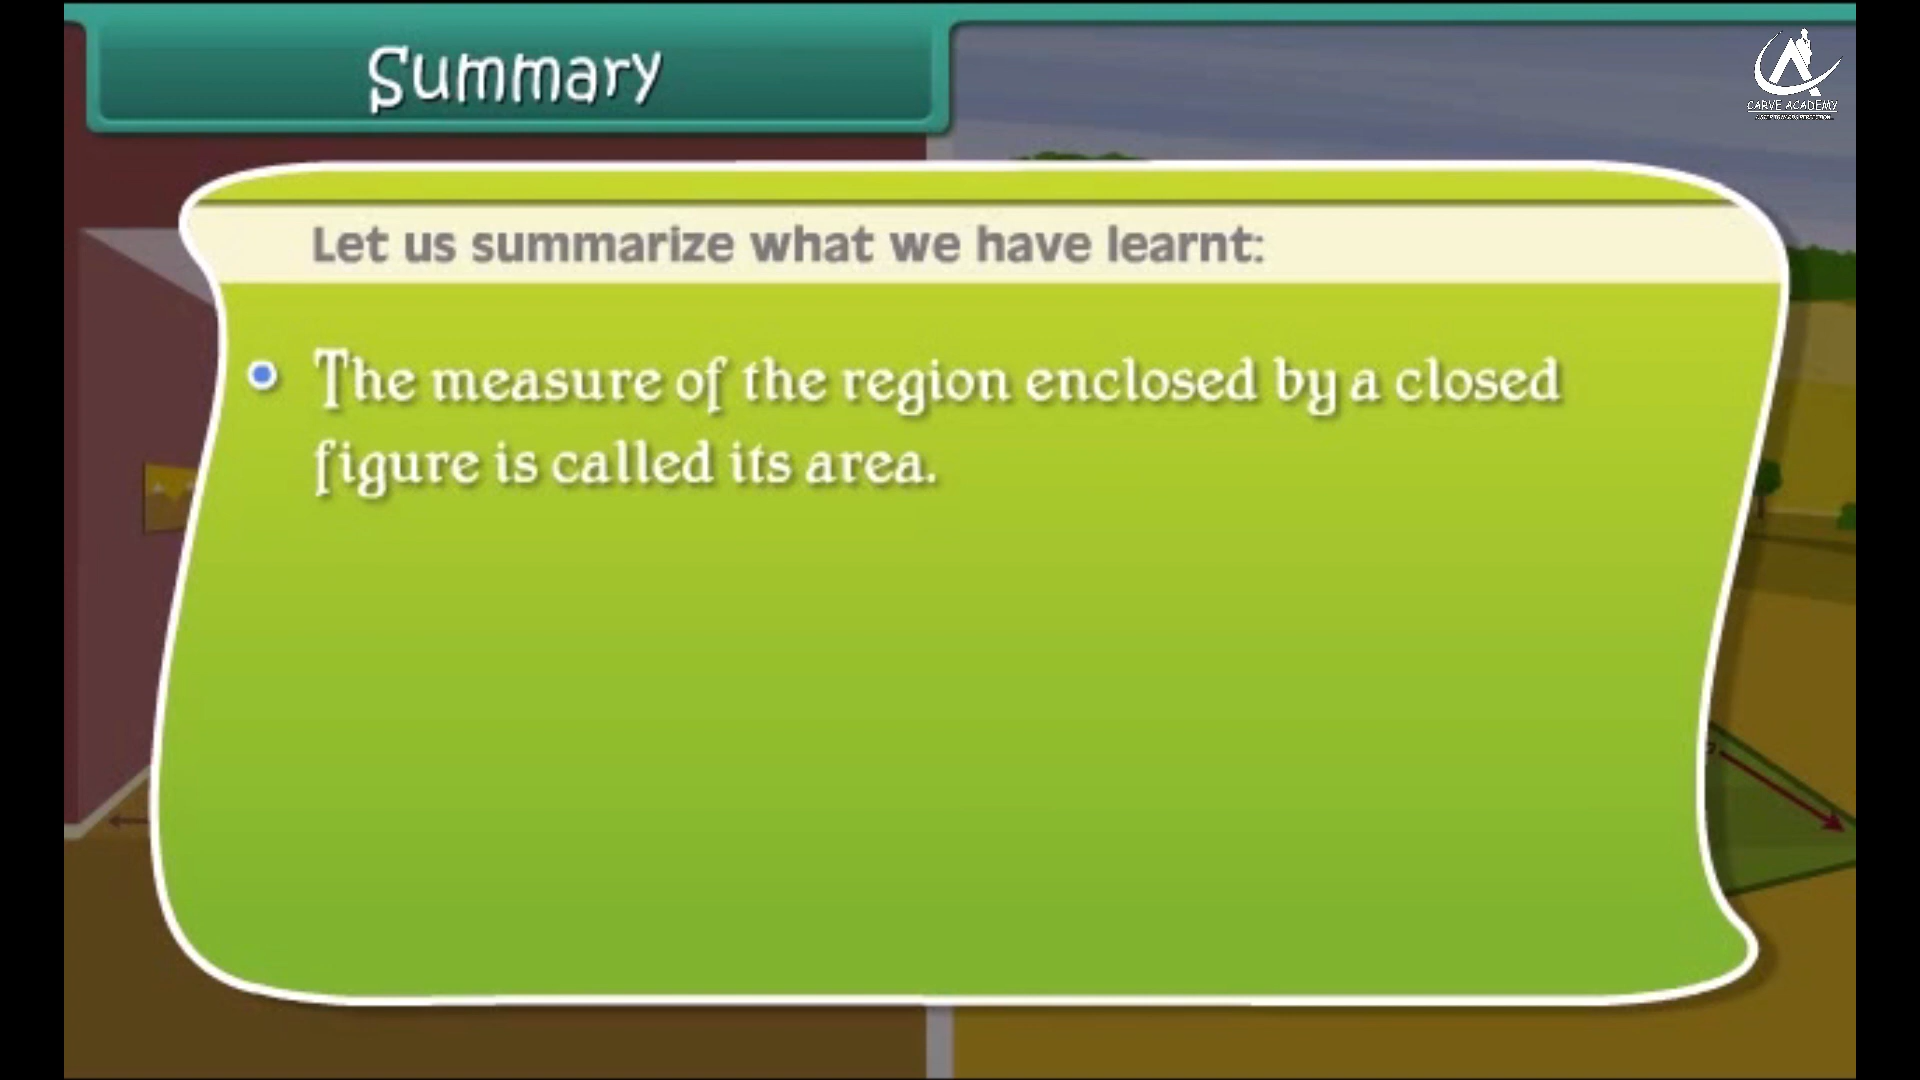 Summary
CARVE ACADEMY
Let us summarize what we have learnt:
The measure of the region enclosed by a closed
figure is called its area.